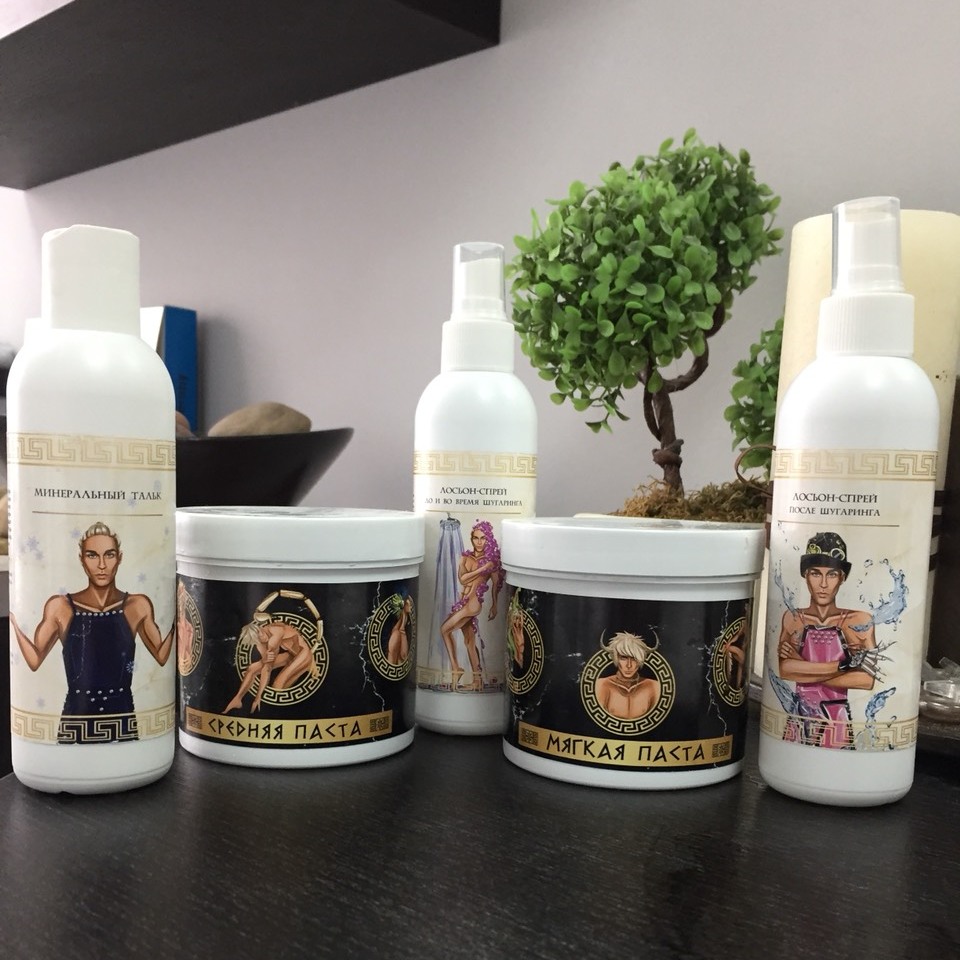 МИНЕРАЛЬНЫЙ ТАЛЬК
СРЕДНЯЯ ПАСТА
ЛОСЬОН-СПРЕЙ
ДО И ВО ВРЕМЯ ШУГАРИНГА
МЯГКАЯ ПАСТА
ЛОСЬОН-СПРЕЙ
ПОСЛЕ ШУГАРИНГА